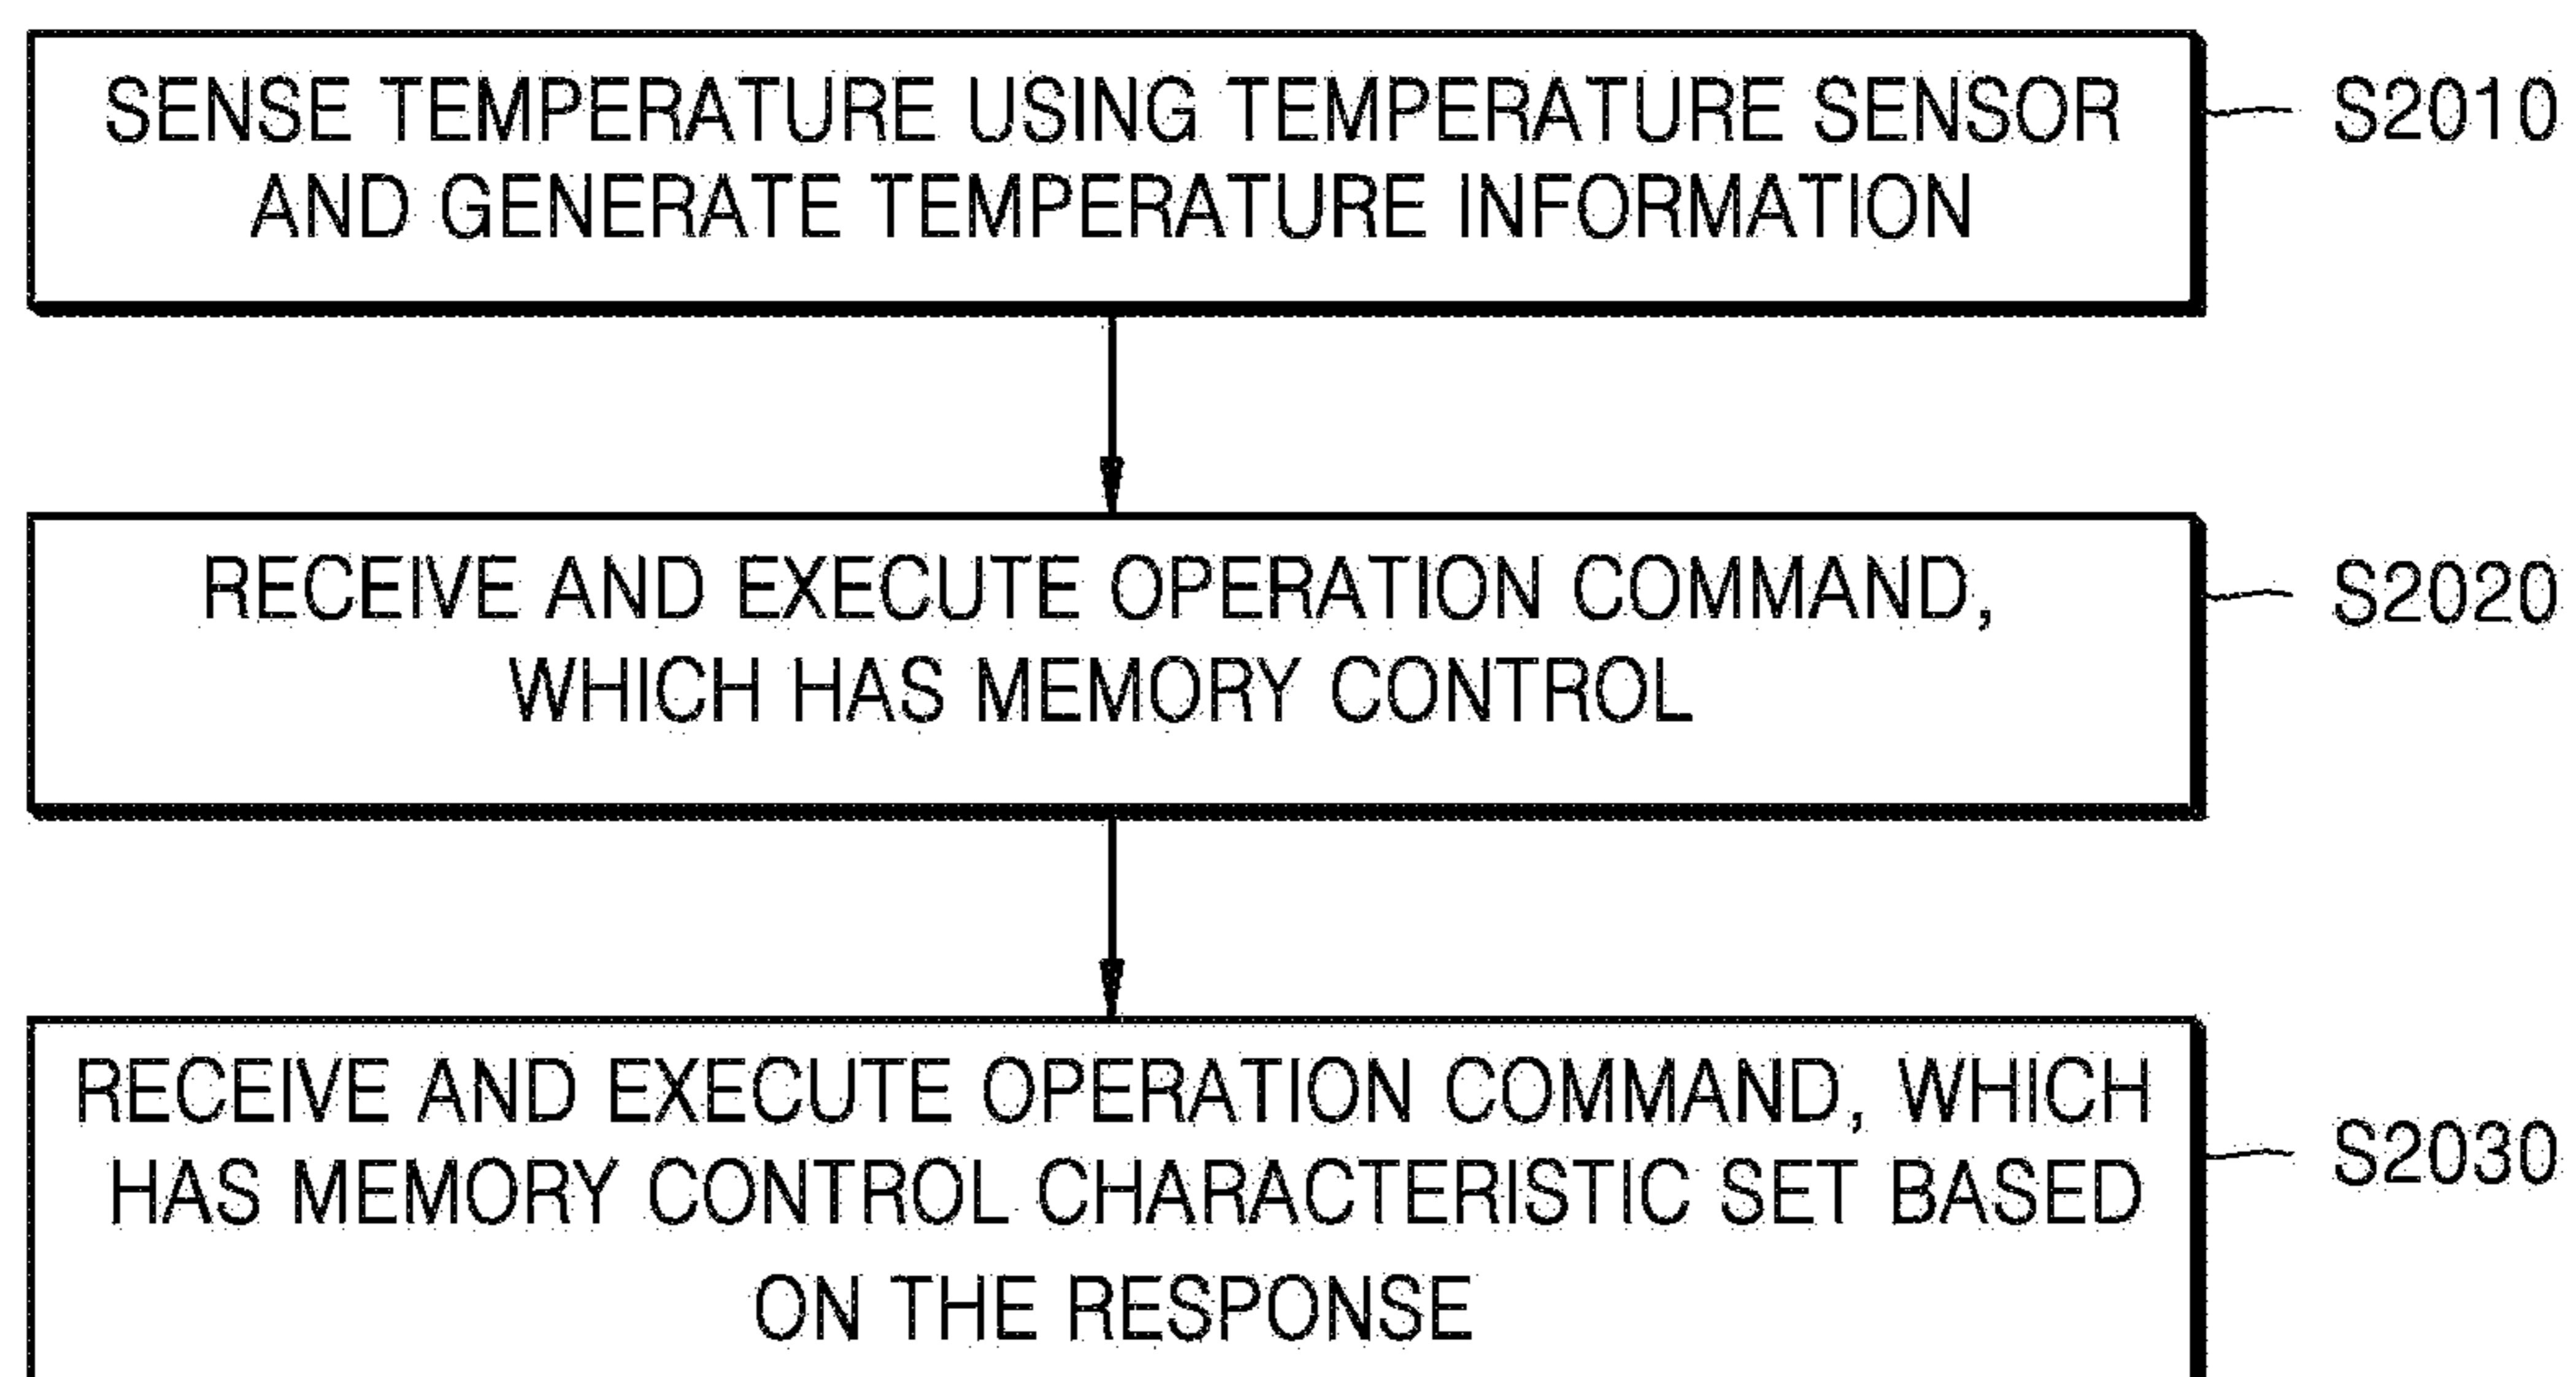 SENSE TEMPERATURE USING TEMPERATURE SENSOR
AND GENERATE TEMPERATURE INFORMATION
S2010
RECEIVE AND EXECUTE OPERATION COMMAND,
WHICH HAS MEMORY CONTROL
S2020
RECEIVE AND EXECUTE OPERATION COMMAND, WHICH
HAS MEMORY CONTROL CHARACTERISTIC SET BASED
ON THE RESPONSE
S2030